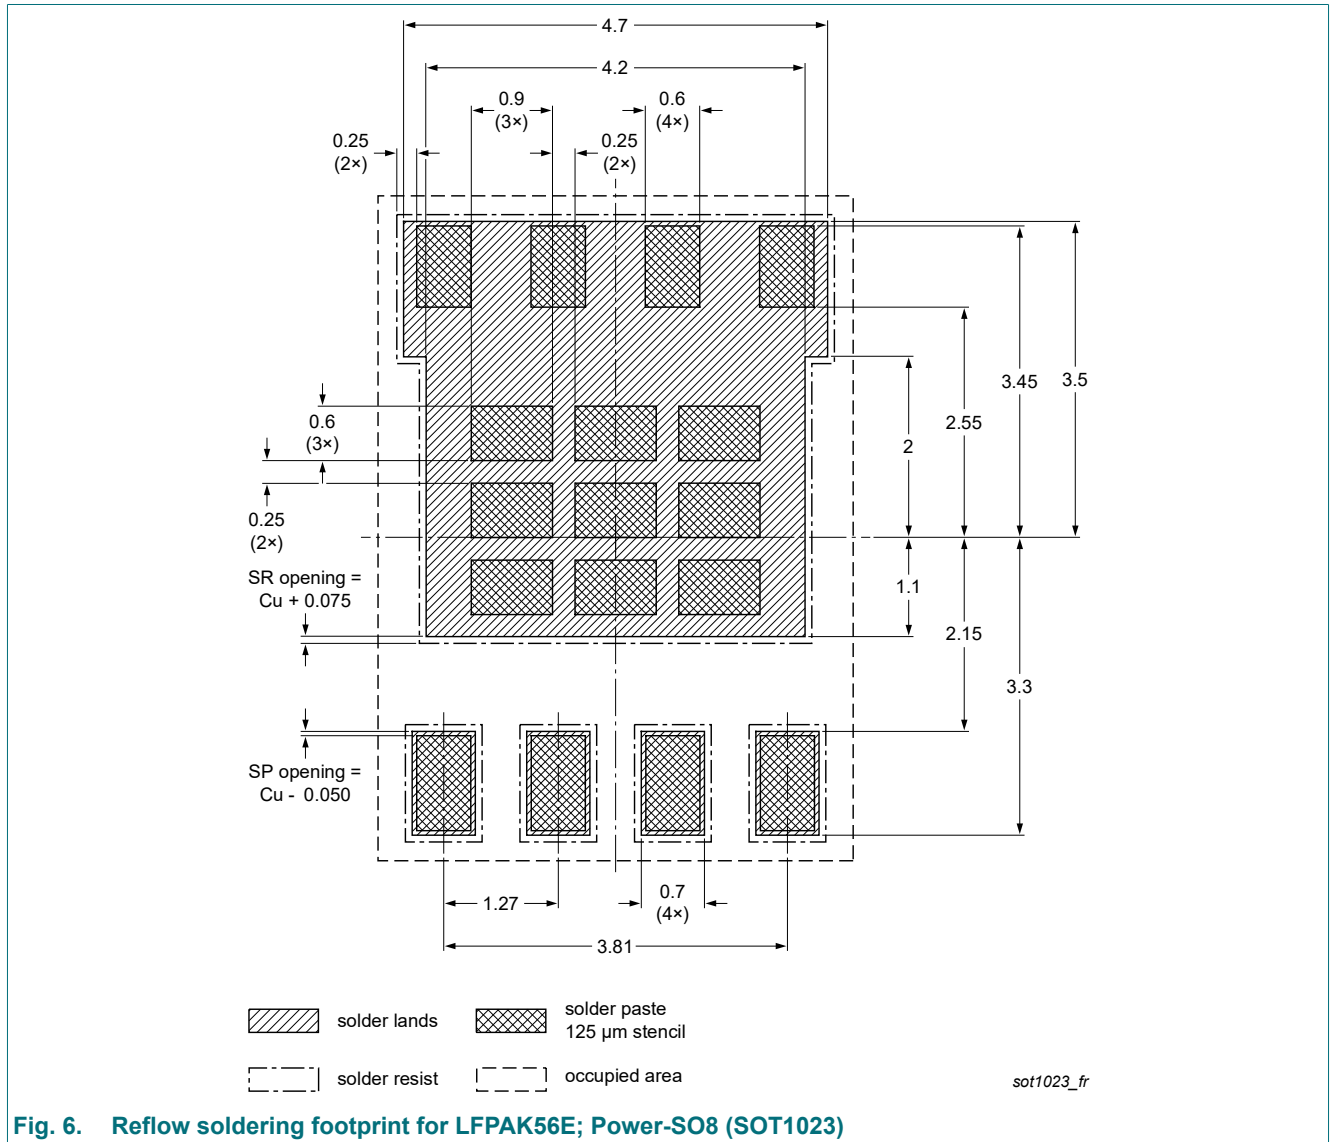 4.7
4.2
0.9
(3×)
0.6
(4×)
0.25
(2×)
0.25
(2×)
3.45
3.5
2.55
2
0.6
(3×)
0.25
(2×)
SR opening =
Cu + 0.075
1.1
2.15
3.3
SP opening =
Cu - 0.050
1.27
0.7
(4×)
3.81
solder lands
solder paste
125 µm stencil
solder resist
occupied area
sot1023_fr
Fig. 6. Reflow soldering footprint for LFPAK56E; Power-SO8 (SOT1023)